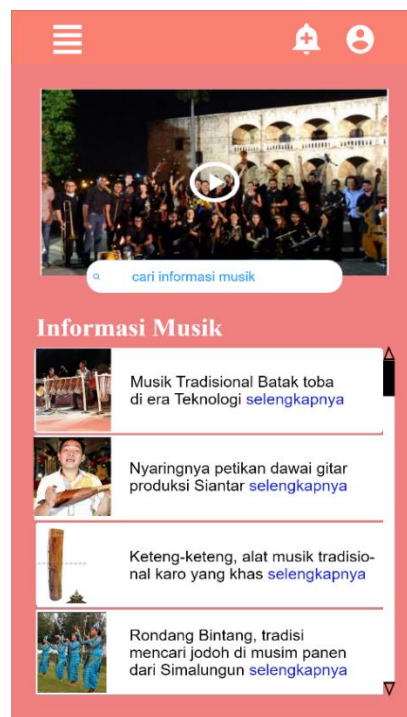 cari informasi musik
Informasi Musik
Musik Tradisional Batak toba
di era Teknologi selengkapnya
Nyaringnya petikan dawai gitar
produksi Siantar selengkapnya
Keteng-keteng, alat musik tradisio-
nal karo yang khas selengkapnya
Rondang Bintang, tradisi
mencari jodoh di musim panen
dari Simalungun selengkapnya